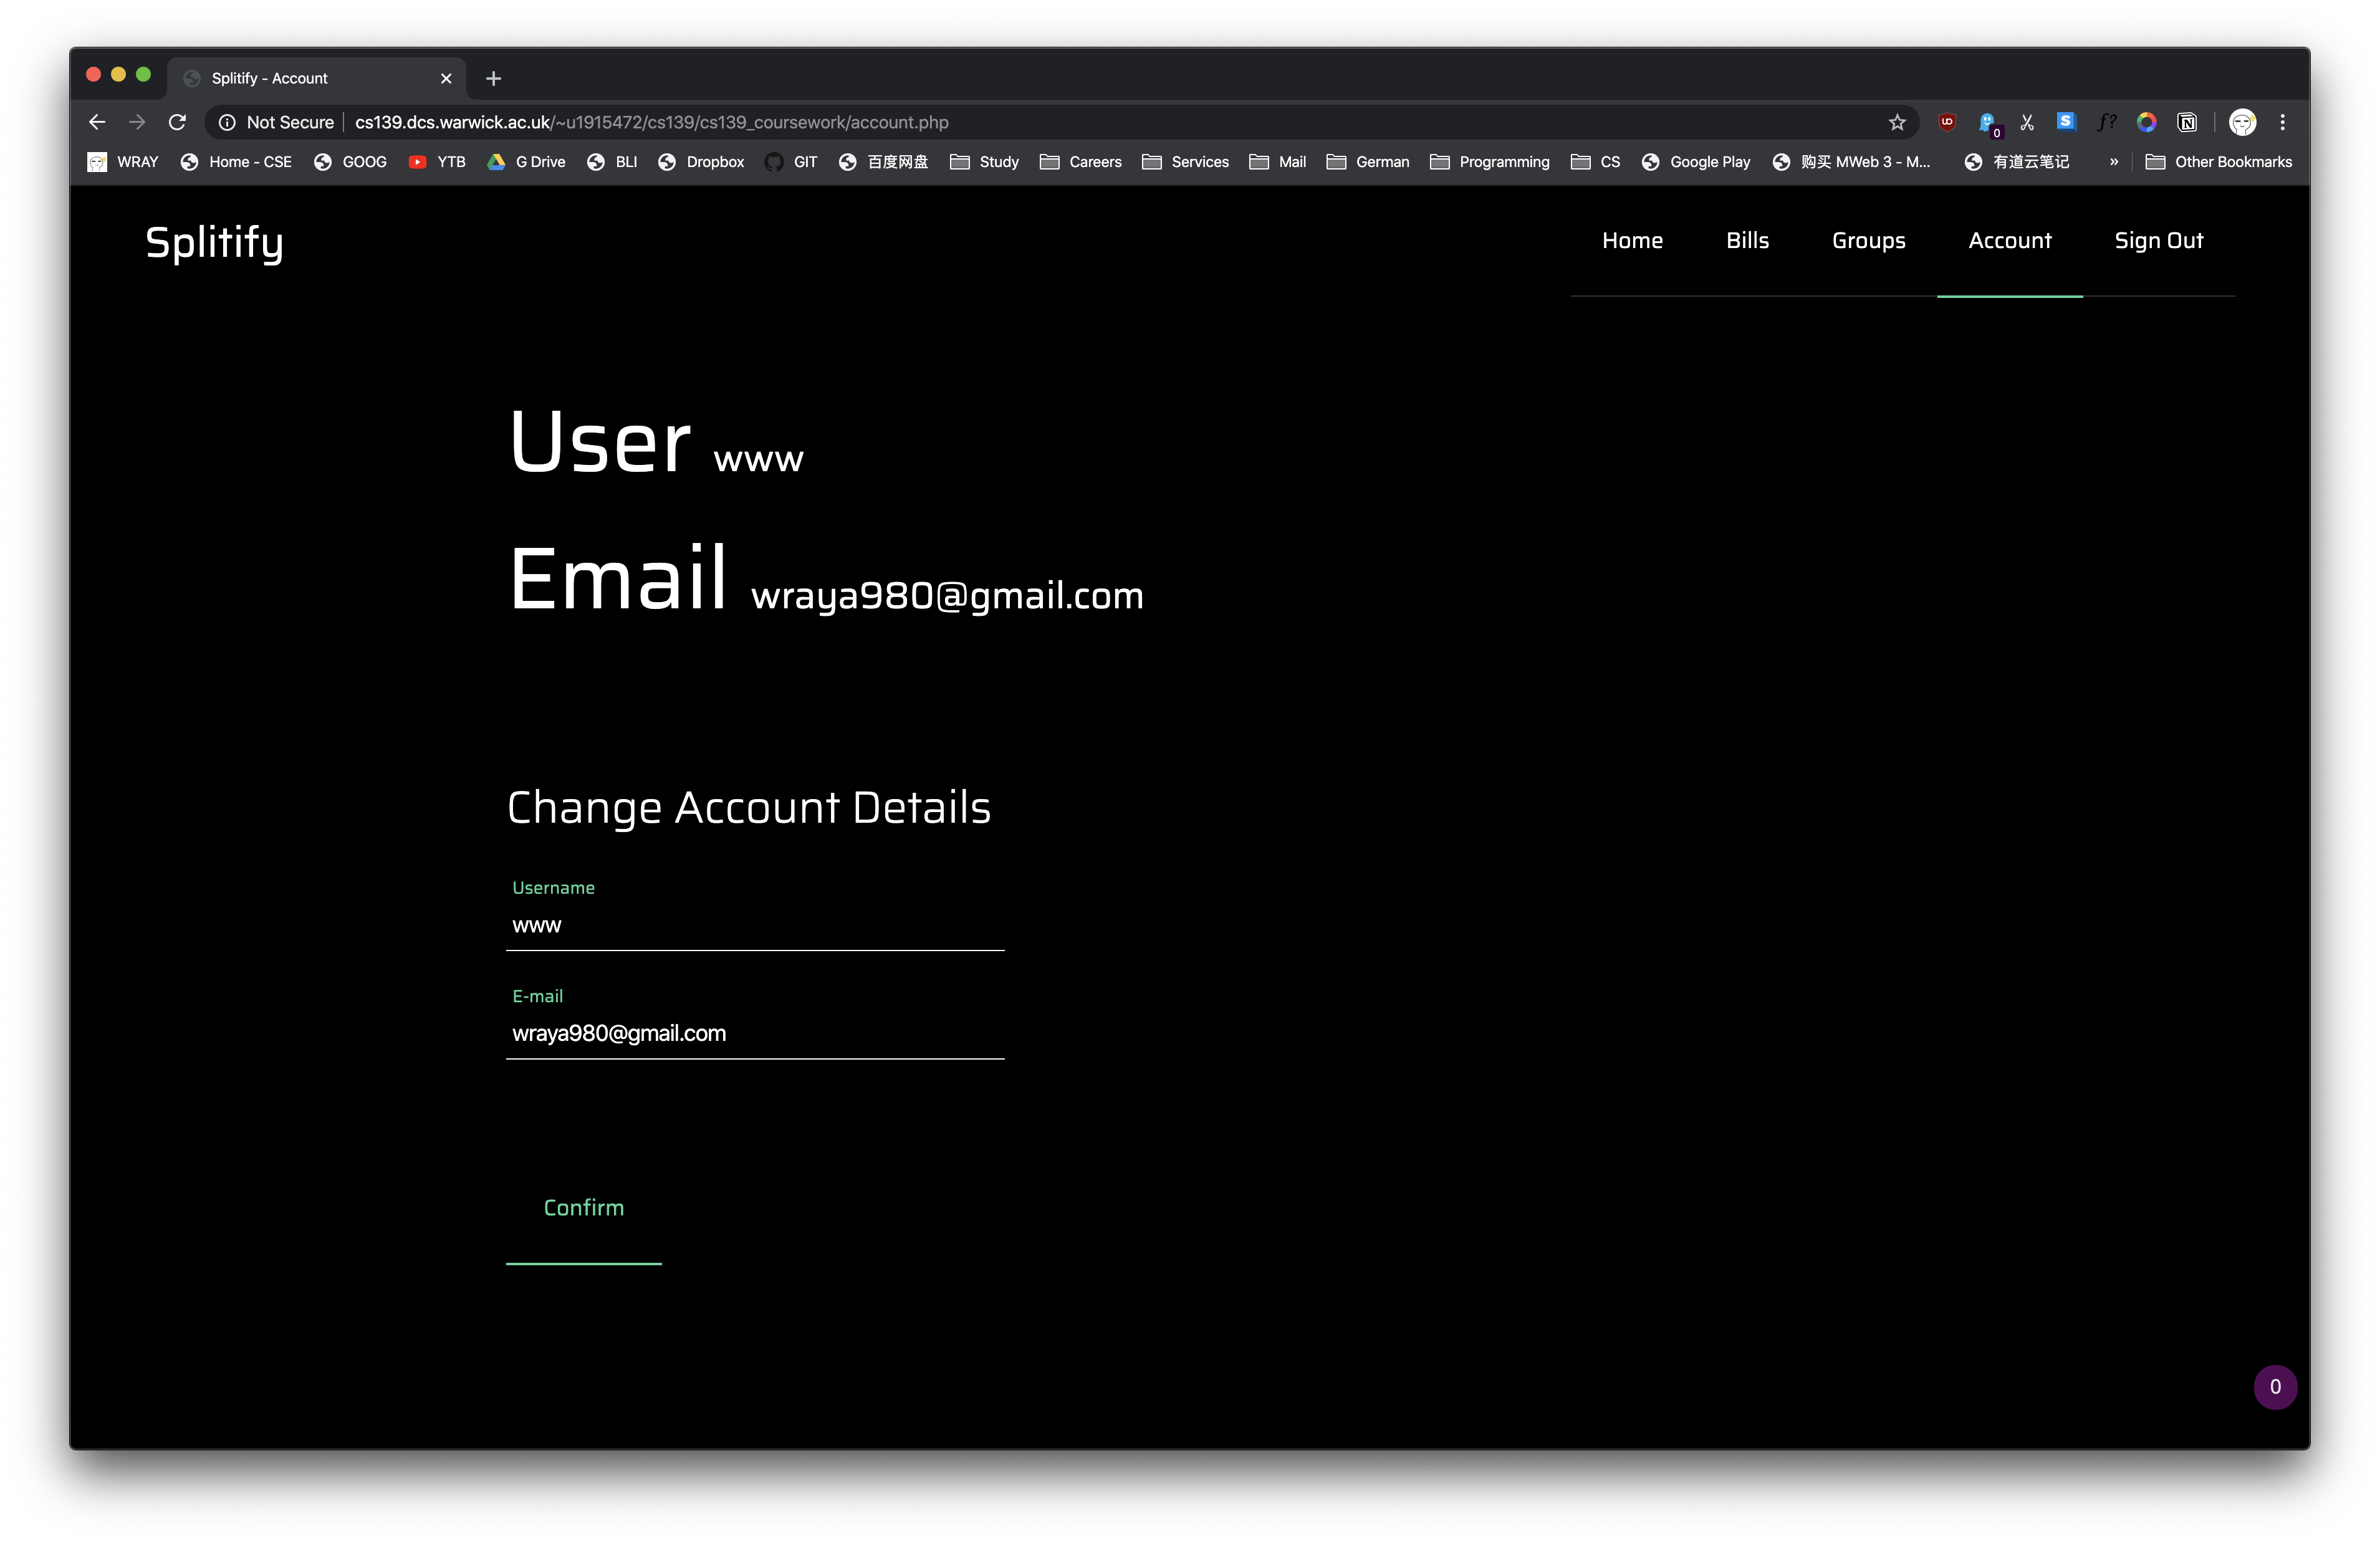 Splitify - Account
Not Secure cs139.dcs.warwick.ac.uk/~u1915472/cs139/cs139_coursework/account.php
uo 0 S f? N
WRAY Home - CSE GOOG YTB G Drive BLI Dropbox GIT 百度网盘 Study Careers Services Mail German Programming CS Google Play 购买 MWeb 3 - M... 有道云笔记 » Other Bookmarks
Splitify Home Bills Groups Account Sign Out
User www
Email wraya980@gmail.com
Change Account Details
Username
www
E-mail
wraya980@gmail.com
Confirm
0